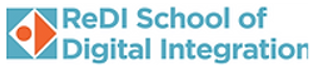 ReDI School of
Digital Integration